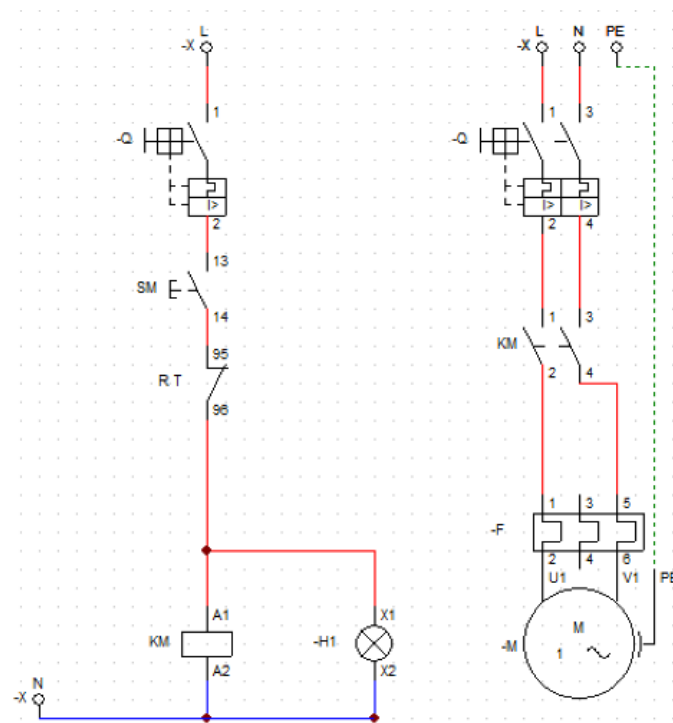 L L N PE
-X -X
1 1 3
-Q -Q
I> I> I>
2 2 4
13
SM
14 1 3
KM
95 2 4
R T
96
1 3 5
-F
2 4 6
U1 V1 PE
A1 X1 M
KM -H1 -M 1
A2 X2
N
-X